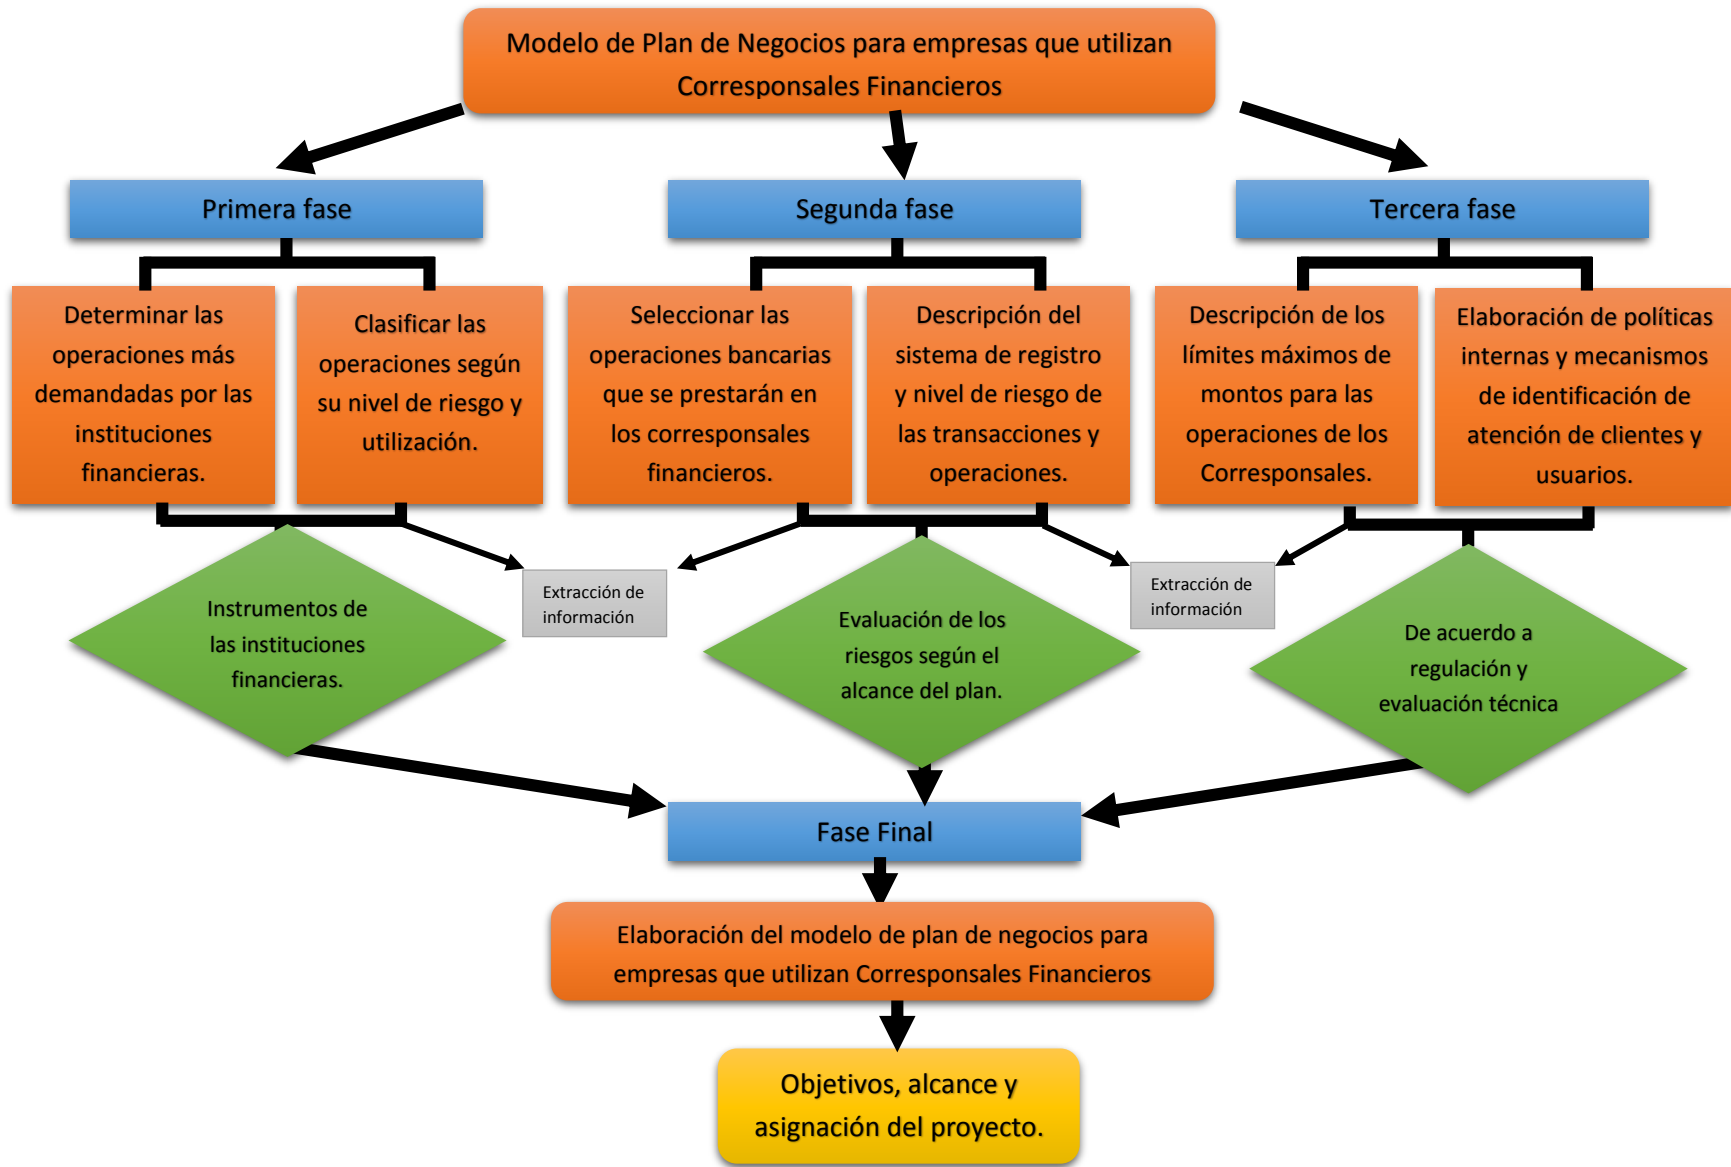 Modelo de Plan de Negocios para empresas que utilizan
Corresponsales Financieros
Primera fase
Segunda fase
Tercera fase
Determinar las
operaciones más
demandadas por las
instituciones
financieras.
Clasificar las
operaciones según
su nivel de riesgo y
utilización.
Seleccionar las
operaciones bancarias
que se prestarán en
los corresponsales
financieros.
Descripción del
sistema de registro
y nivel de riesgo de
las transacciones y
operaciones.
Descripción de los
límites máximos de
montos para las
operaciones de los
Corresponsales.
Elaboración de políticas
internas y mecanismos
de identificación de
atención de clientes y
usuarios.
Instrumentos de
las instituciones
financieras.
Extracción de
información
Evaluación de los
riesgos según el
alcance del plan.
Extracción de
información
De acuerdo a
regulación y
evaluación técnica
Fase Final
Elaboración del modelo de plan de negocios para
empresas que utilizan Corresponsales Financieros
Objetivos, alcance y
asignación del proyecto.